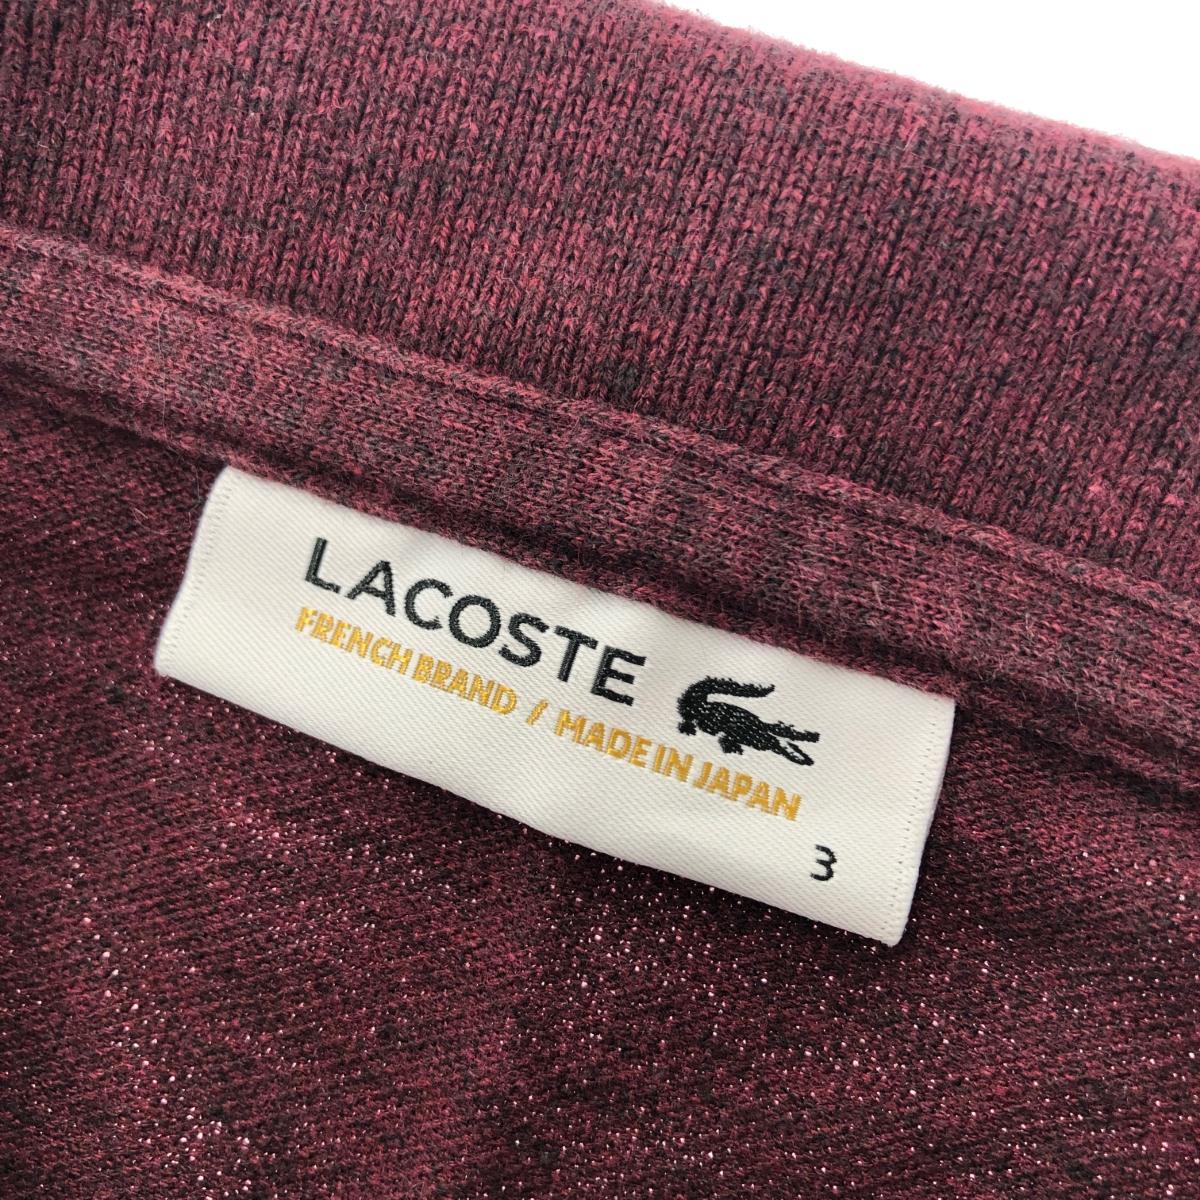 LACOSTE
FRENCH BRAND / MADE IN JAPAN
3